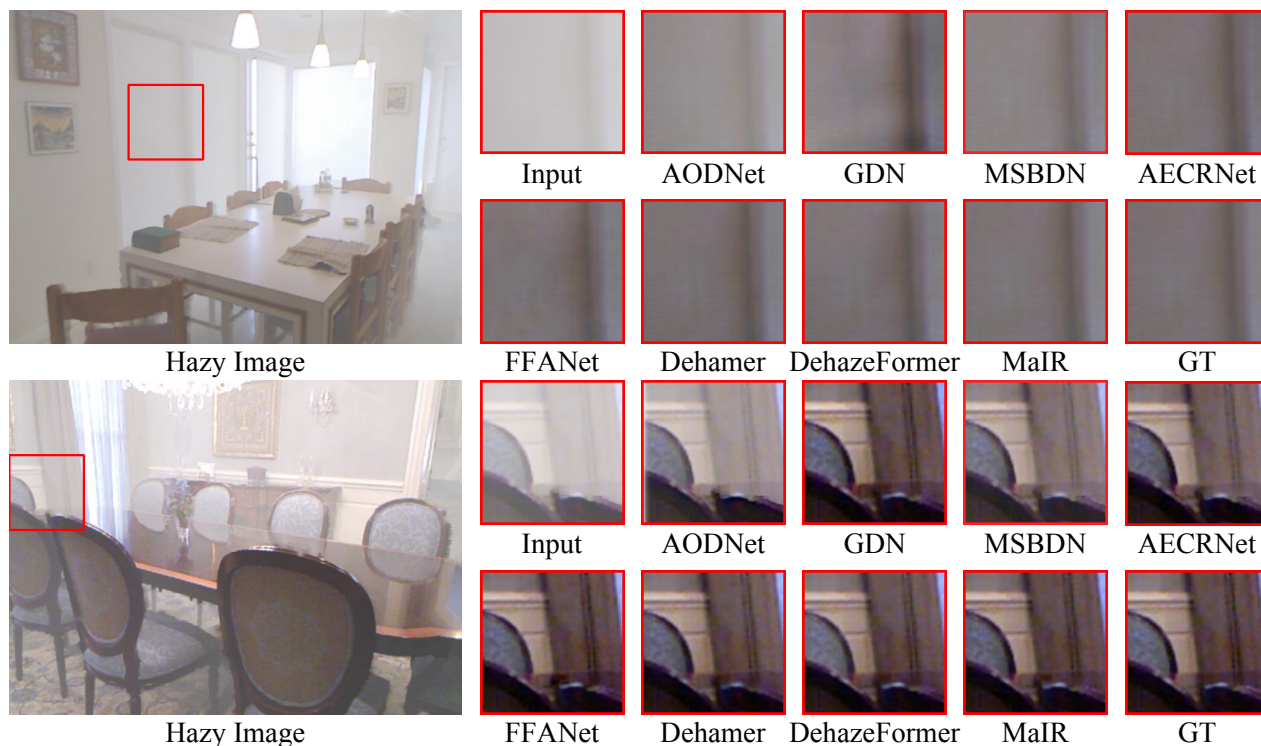 Input AODNet GDN MSBDN AECRNet
Hazy Image FFANet Dehamer DehazeFormer MaIR GT
Input AODNet GDN MSBDN AECRNet
Hazy Image FFANet Dehamer DehazeFormer MaIR GT